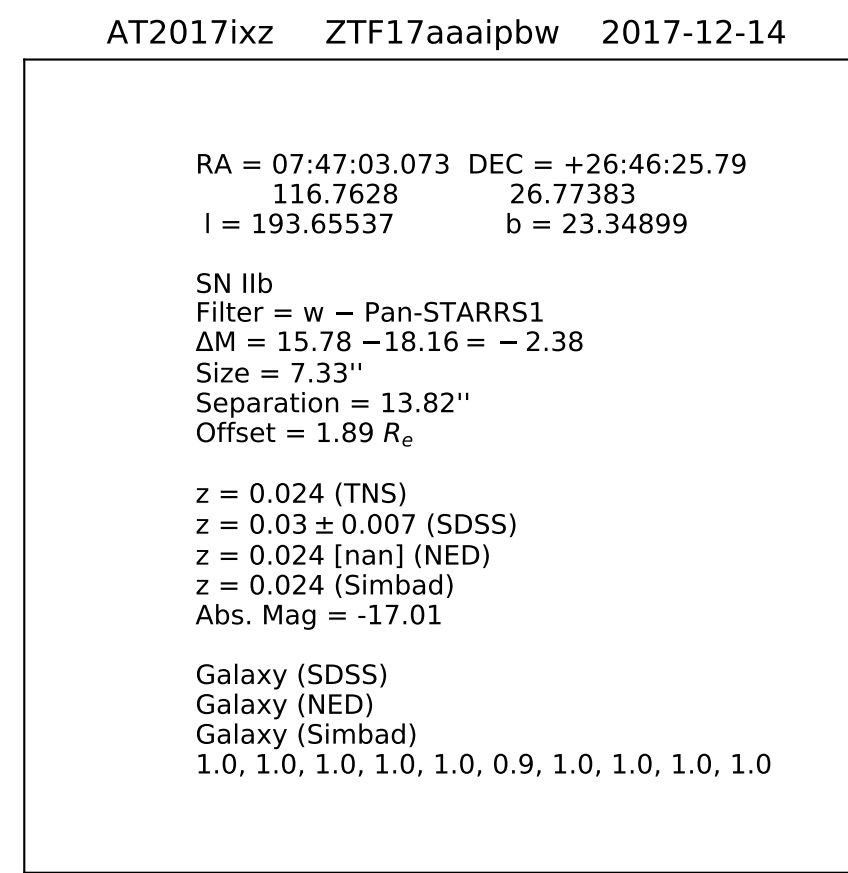 AT2017ixz ZTF17aaaipbw 2017-12-14
RA = 07:47:03.073 DEC = +26:46:25.79
116.7628 26.77383
l = 193.65537 b = 23.34899
SN IIb
Filter = w − Pan-STARRS1
ΔM = 15.78 −18.16 = − 2.38
Size = 7.33''
Separation = 13.82''
Offset = 1.89 Rₑ
z = 0.024 (TNS)
z = 0.03 ± 0.007 (SDSS)
z = 0.024 [nan] (NED)
z = 0.024 (Simbad)
Abs. Mag = -17.01
Galaxy (SDSS)
Galaxy (NED)
Galaxy (Simbad)
1.0, 1.0, 1.0, 1.0, 1.0, 0.9, 1.0, 1.0, 1.0, 1.0